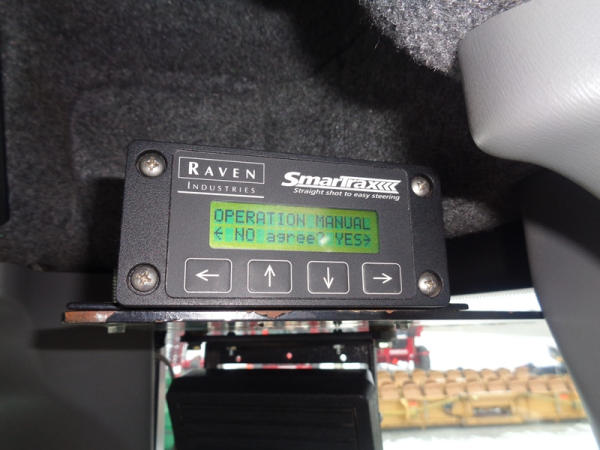 RAVEN
INDUSTRIES
SmarTrax
Straight shot to easy steering
OPERATION MANUAL
← NO agree? YES→
← ↑ ↓ →